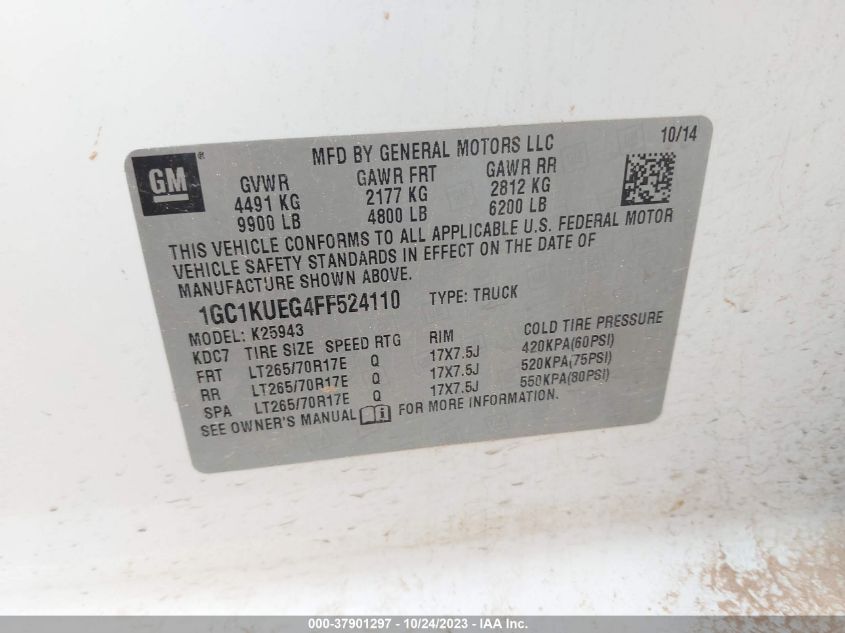 GM ®
MFD BY GENERAL MOTORS LLC
10/14
GVWR GAWR FRT GAWR RR
4491 KG 2177 KG 2812 KG
9900 LB 4800 LB 6200 LB
THIS VEHICLE CONFORMS TO ALL APPLICABLE U.S. FEDERAL MOTOR
VEHICLE SAFETY STANDARDS IN EFFECT ON THE DATE OF
MANUFACTURE SHOWN ABOVE.
1GC1KUEG4FF524110 TYPE: TRUCK
MODEL: K25943
KDC7 TIRE SIZE SPEED RTG RIM COLD TIRE PRESSURE
FRT LT265/70R17E Q 17X7.5J 420KPA(60PSI)
RR LT265/70R17E Q 17X7.5J 520KPA(75PSI)
SPA LT265/70R17E Q 17X7.5J 550KPA(80PSI)
SEE OWNER'S MANUAL FOR MORE INFORMATION.
000-37901297 - 10/24/2023 - IAA Inc.